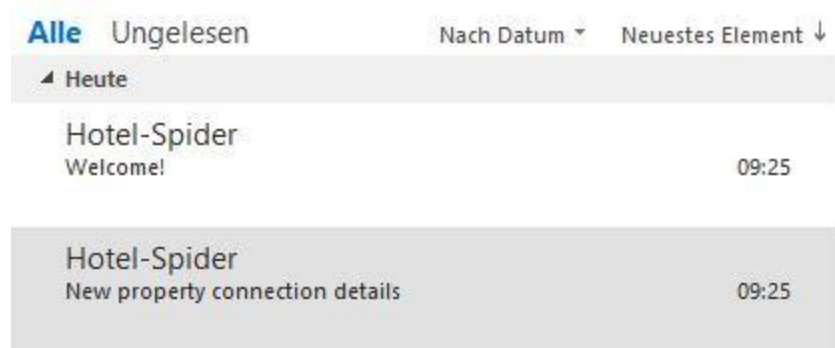 Alle Ungelesen Nach Datum Neuestes Element ↓
Heute
Hotel-Spider
Welcome! 09:25
Hotel-Spider
New property connection details 09:25